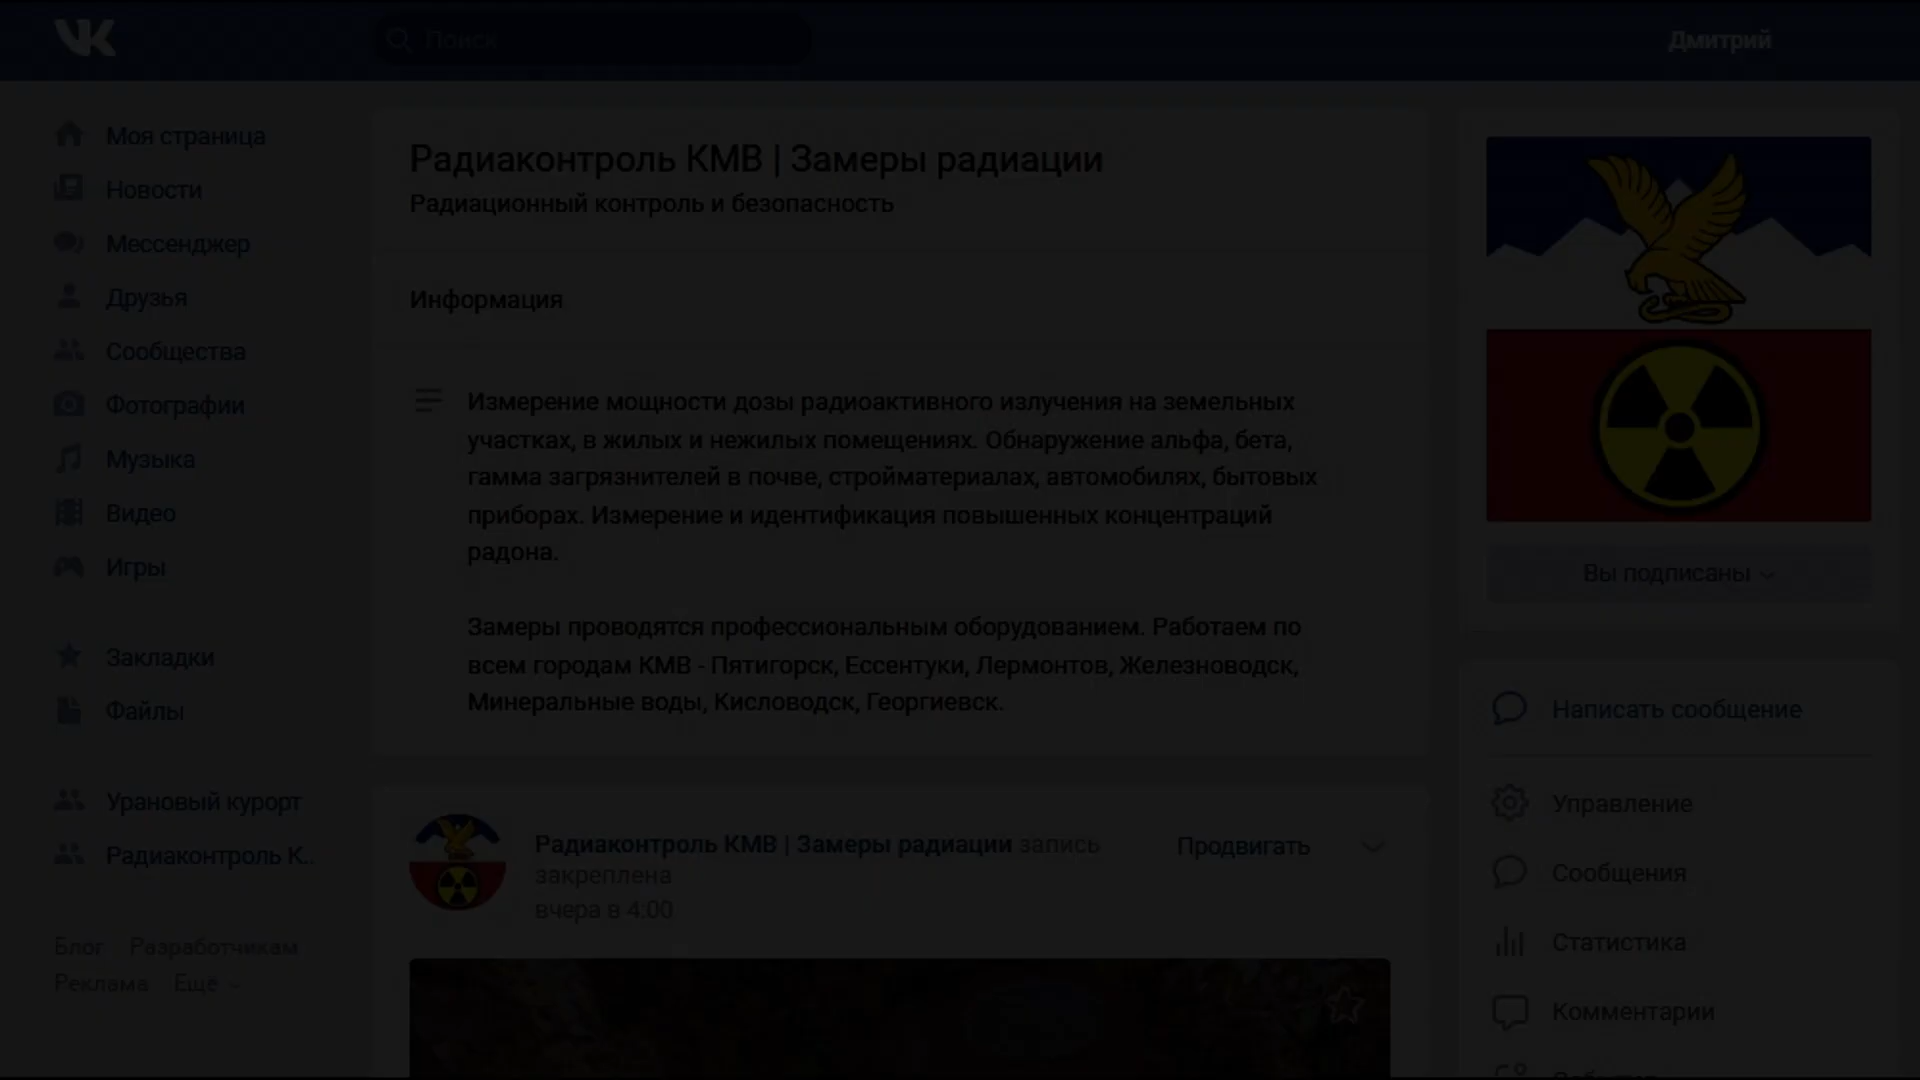 VK
Поиск
Дмитрий
Моя страница
Новости
Мессенджер
Друзья
Сообщества
Фотографии
Музыка
Видео
Игры
Закладки
Файлы
Урановый курорт
Радиаконтроль К..
Блог Разработчикам
Реклама Ещё
Радиаконтроль КМВ | Замеры радиации
Радиационный контроль и безопасность
Информация
Измерение мощности дозы радиоактивного излучения на земельных
участках, в жилых и нежилых помещениях. Обнаружение альфа, бета,
гамма загрязнителей в почве, стройматериалах, автомобилях, бытовых
приборах. Измерение и идентификация повышенных концентраций
радона.
Замеры проводятся профессиональным оборудованием. Работаем по
всем городам КМВ - Пятигорск, Ессентуки, Лермонтов, Железноводск,
Минеральные воды, Кисловодск, Георгиевск.
Радиаконтроль КМВ | Замеры радиации запись
закреплена
вчера в 4:00
Продвигать
Вы подписаны
Написать сообщение
Управление
Сообщения
Статистика
Комментарии